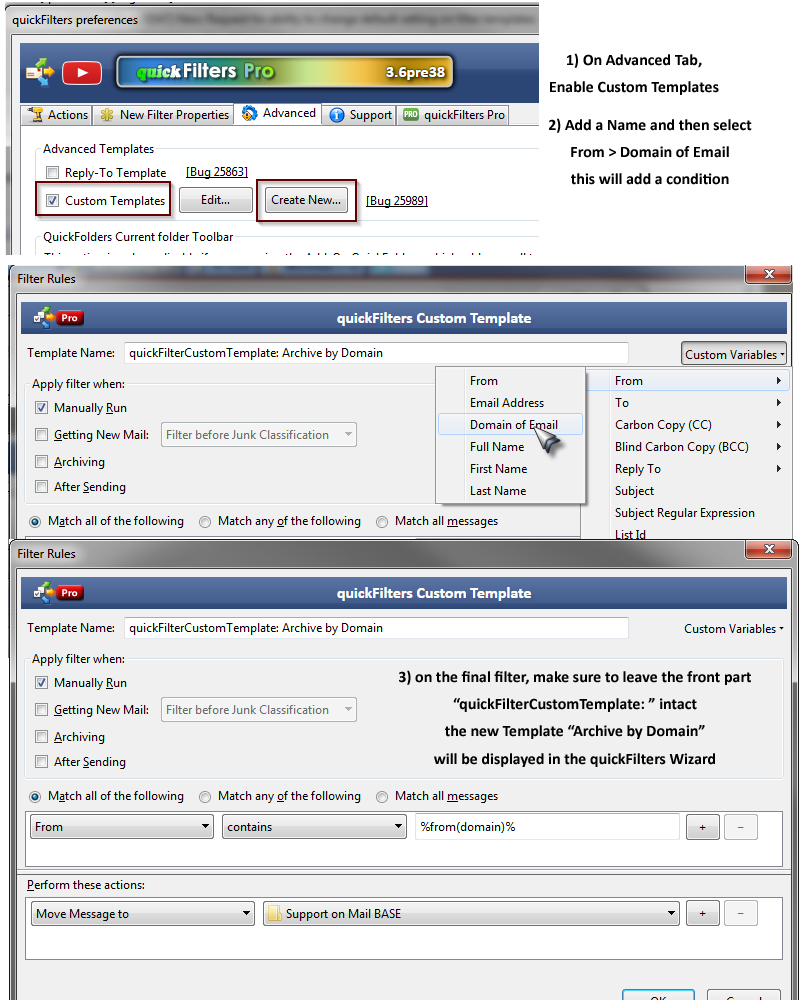 quickFilters preferences
quickFilters Pro 3.6pre38
Actions New Filter Properties Advanced Support PRO quickFilters Pro
Advanced Templates
Reply-To Template [Bug 25863]
Custom Templates Edit... Create New... [Bug 25989]
QuickFolders Current folder Toolbar
1) On Advanced Tab,
Enable Custom Templates
2) Add a Name and then select
From > Domain of Email
this will add a condition
Filter Rules
Pro quickFilters Custom Template
Template Name: quickFilterCustomTemplate: Archive by Domain Custom Variables
Apply filter when:
Manually Run
Getting New Mail: Filter before Junk Classification
Archiving
After Sending
Match all of the following Match any of the following Match all messages
From
Email Address
Domain of Email
Full Name
First Name
Last Name
From
To
Carbon Copy (CC)
Blind Carbon Copy (BCC)
Reply To
Subject
Subject Regular Expression
List Id
Filter Rules
Pro quickFilters Custom Template
Template Name: quickFilterCustomTemplate: Archive by Domain Custom Variables
Apply filter when:
Manually Run
Getting New Mail: Filter before Junk Classification
Archiving
After Sending
3) on the final filter, make sure to leave the front part
“quickFilterCustomTemplate: ” intact
the new Template “Archive by Domain”
will be displayed in the quickFilters Wizard
Match all of the following Match any of the following Match all messages
From contains %from(domain)% + −
Perform these actions:
Move Message to Support on Mail BASE + −